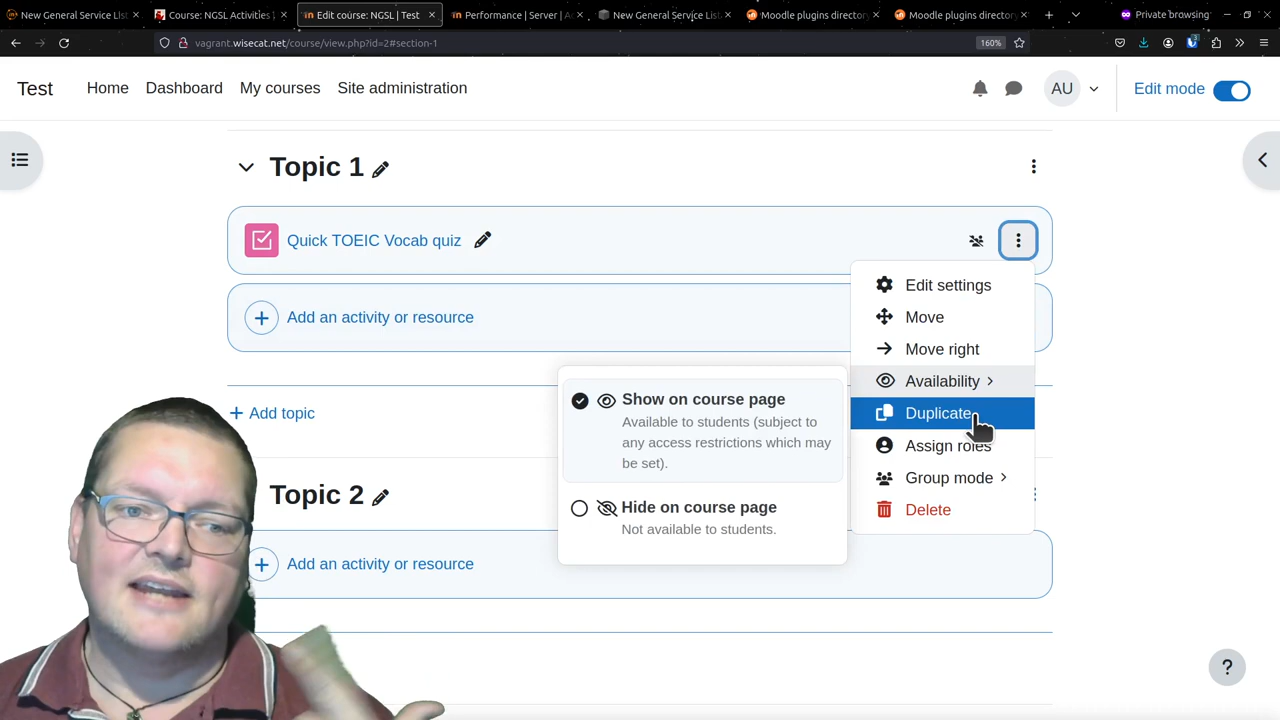 New General Service List
Course: NGSL Activities
Edit course: NGSL | Test
Performance | Server | A
New General Service List
Moodle plugins directory
Moodle plugins directory
Private browsing
vagrant.wisecat.net/course/view.php?id=2#section-1
160%
Test
Home
Dashboard
My courses
Site administration
AU
Edit mode
Topic 1
Quick TOEIC Vocab quiz
Edit settings
Add an activity or resource
Move
Move right
Availability
Show on course page
Available to students (subject to
any access restrictions which may
be set).
Add topic
Duplicate
Assign roles
Topic 2
Group mode
Hide on course page
Not available to students.
Delete
Add an activity or resource
?